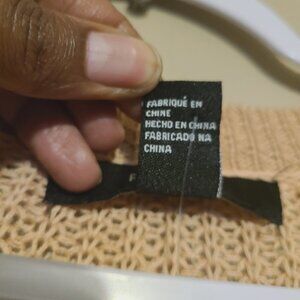 FABRIQUÉ EN
CHINE
HECHO EN CHINA
FABRICADO NA
CHINA